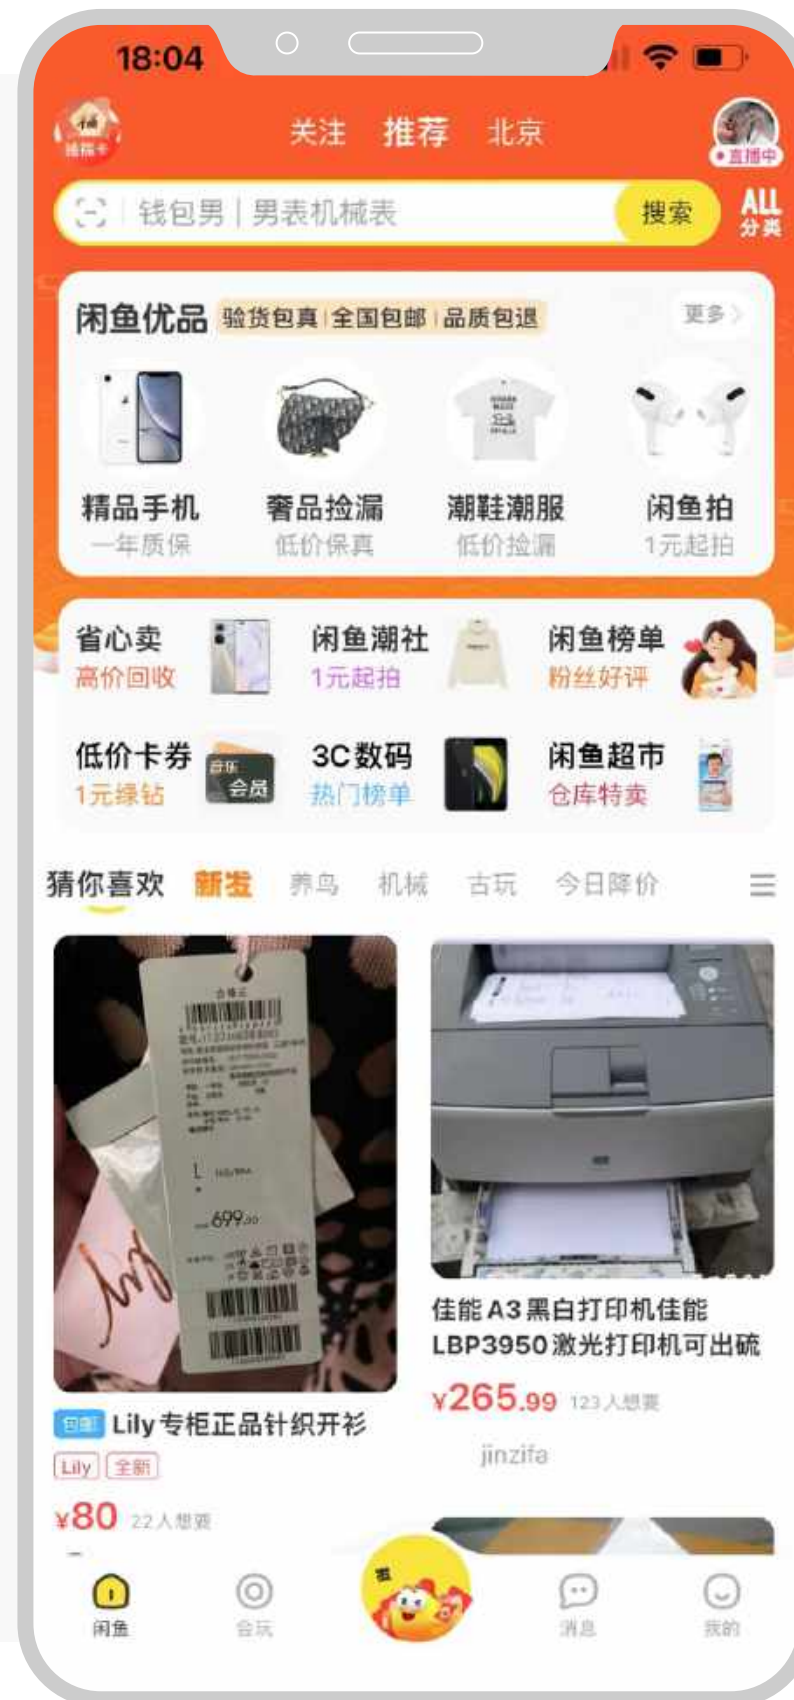 18:04
关注 推荐 北京
直播中
钱包男 | 男表机械表
搜索
ALL
分类
闲鱼优品 验货包真 全国包邮 品质包退 更多
精品手机 奢品捡漏 潮鞋潮服 闲鱼拍
一年质保 低价保真 低价捡漏 1元起拍
省心卖 闲鱼潮社 闲鱼榜单
高价回收 1元起拍 粉丝好评
低价卡券 3C数码 闲鱼超市
1元绿钻 热门榜单 仓库特卖
音乐
会员
猜你喜欢 新发 养鸟 机械 古玩 今日降价
合格证
L
699.00
佳能A3黑白打印机佳能
LBP3950激光打印机可出硫
¥265.99 123人想要
jinzifa
包邮 Lily专柜正品针织开衫
Lily 全新
¥80 22人想要
闲鱼 会玩 消息 我的